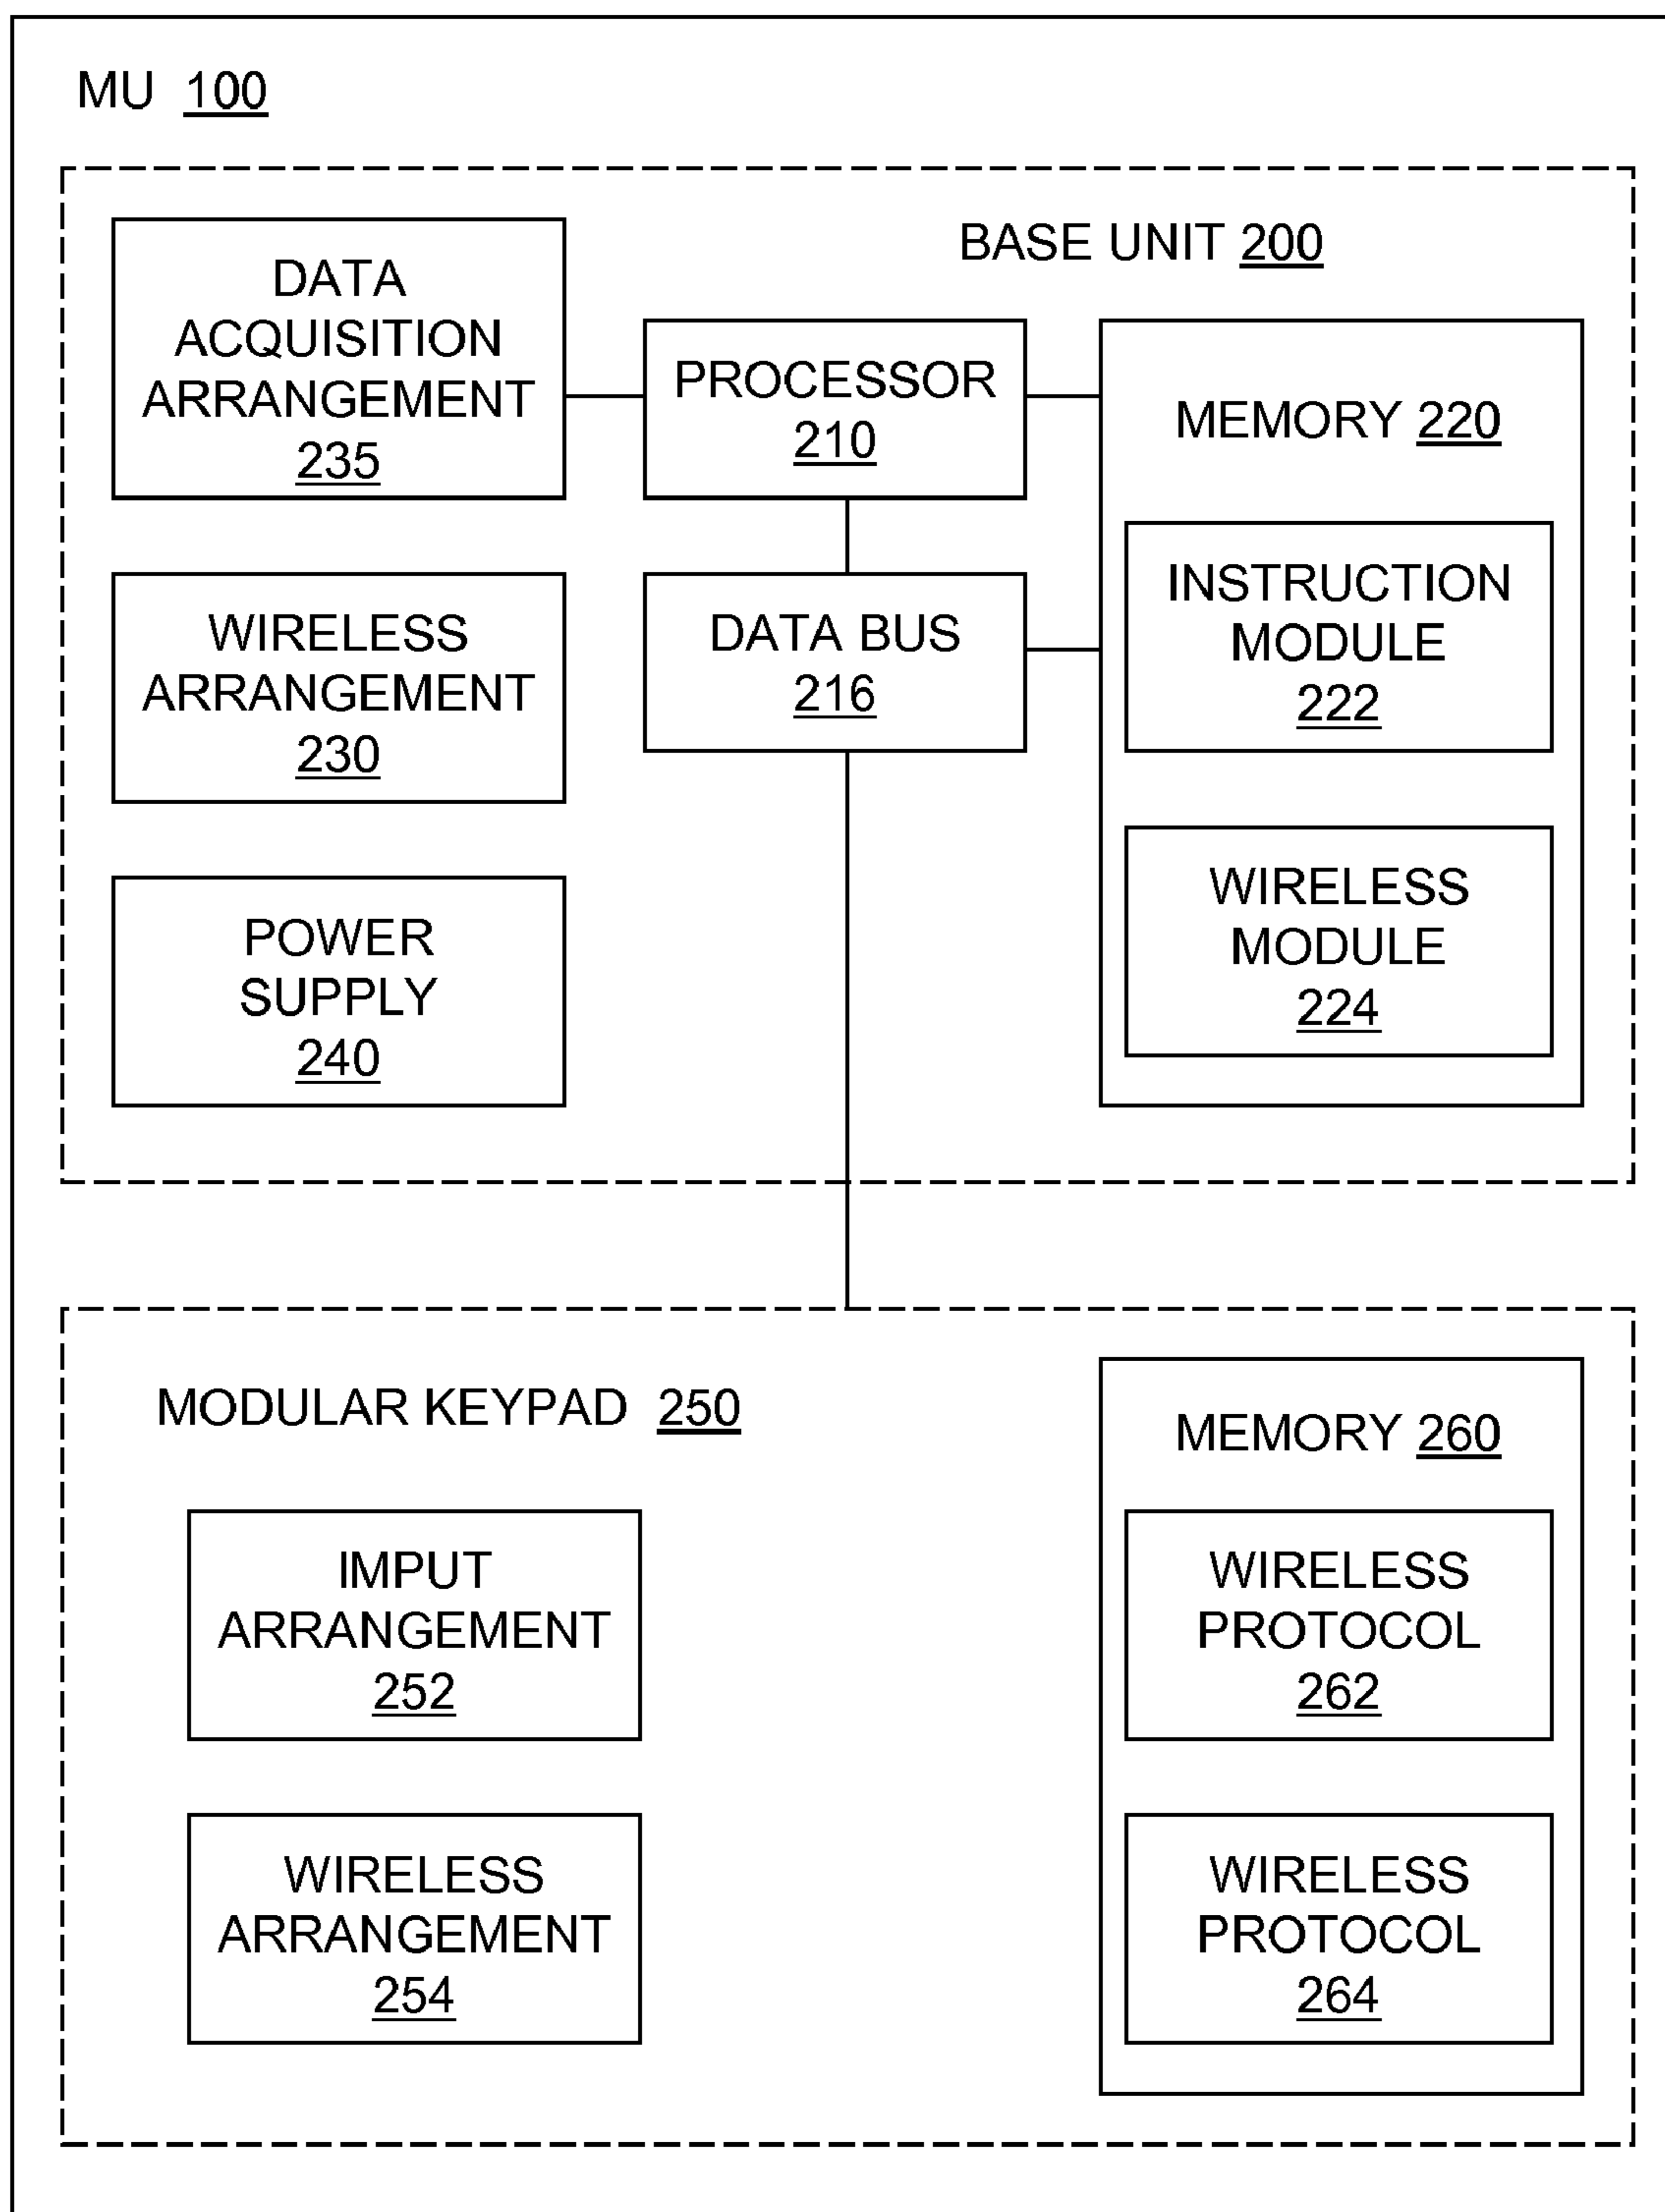 MU 100
BASE UNIT 200
DATA
ACQUISITION
ARRANGEMENT
235
PROCESSOR
210
MEMORY 220
WIRELESS
ARRANGEMENT
230
DATA BUS
216
INSTRUCTION
MODULE
222
POWER
SUPPLY
240
WIRELESS
MODULE
224
MODULAR KEYPAD 250
MEMORY 260
IMPUT
ARRANGEMENT
252
WIRELESS
PROTOCOL
262
WIRELESS
ARRANGEMENT
254
WIRELESS
PROTOCOL
264